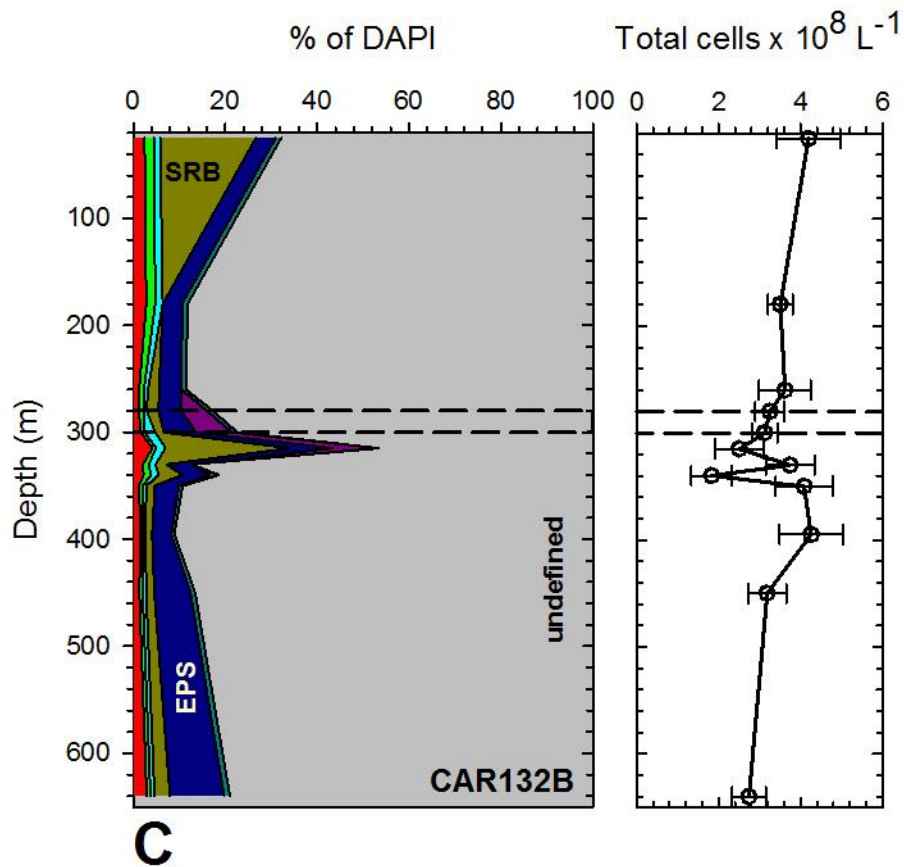 % of DAPI
Total cells x 10⁸ L⁻¹
0 20 40 60 80 100
0 2 4 6
SRB
100
200
300
400
500
600
Depth (m)
undefined
EPS
CAR132B
C